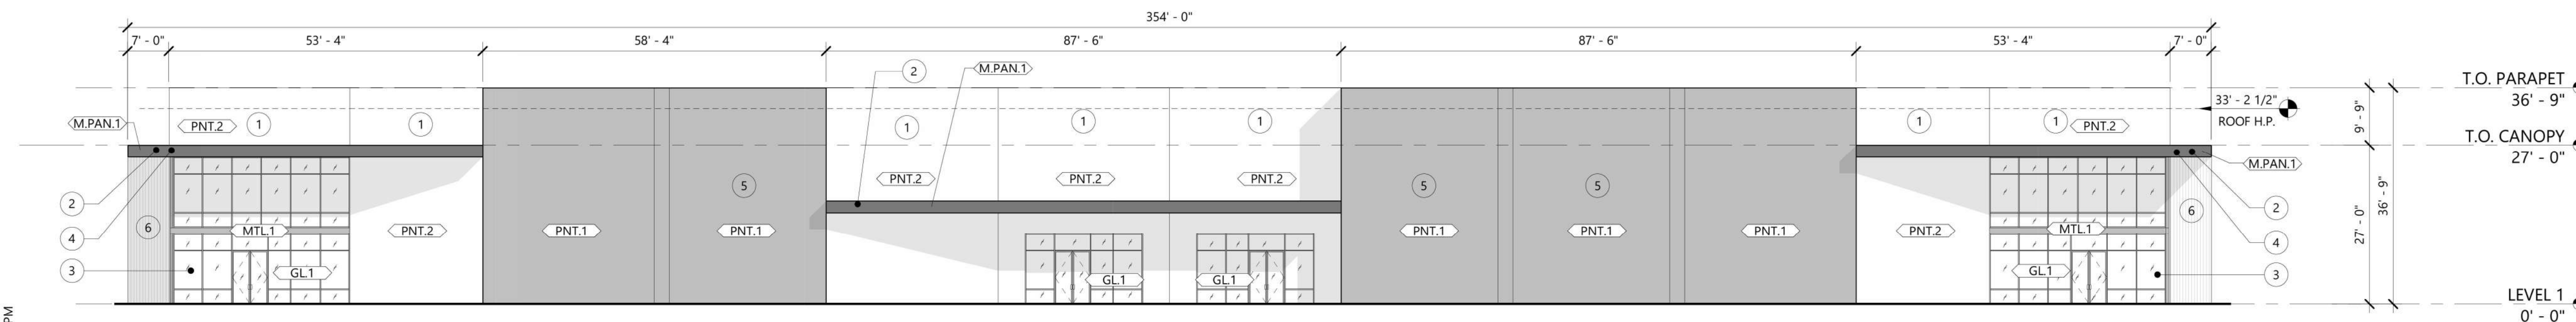 354' - 0"
7' - 0"
53' - 4"
58' - 4"
87' - 6"
87' - 6"
53' - 4"
7' - 0"
2
M.PAN.1
T.O. PARAPET
36' - 9"
33' - 2 1/2"
ROOF H.P.
9' - 9"
M.PAN.1
PNT.2
1
1
1
1
1
1
1
PNT.2
T.O. CANOPY
27' - 0"
M.PAN.1
PNT.2
PNT.2
PNT.2
5
5
5
36' - 9"
2
6
6
2
MTL.1
PNT.2
PNT.1
PNT.1
PNT.1
PNT.1
PNT.1
PNT.2
MTL.1
27' - 0"
4
4
3
GL.1
GL.1
GL.1
GL.1
3
LEVEL 1
0' - 0"
PM